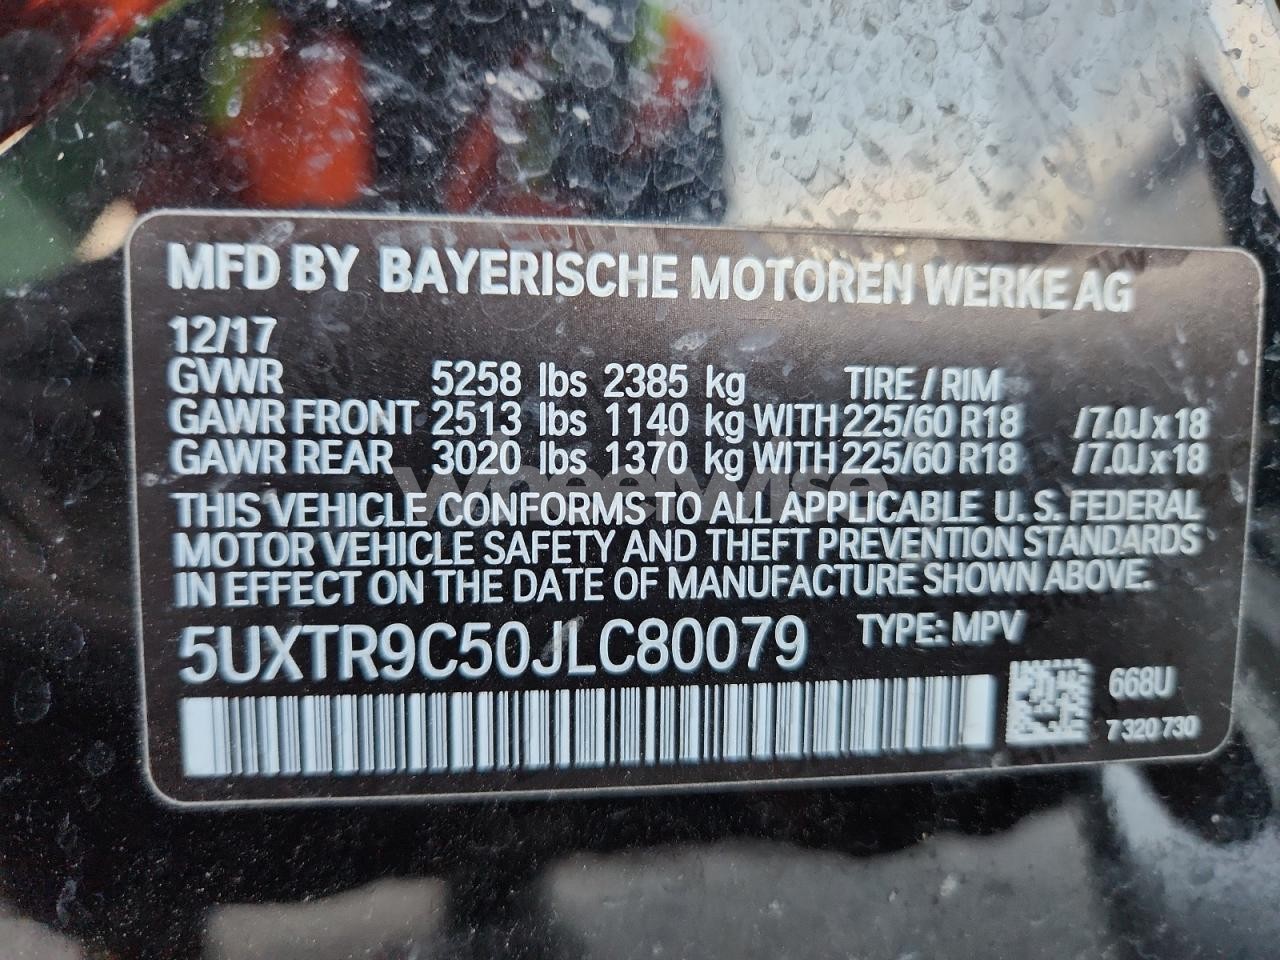 MFD BY BAYERISCHE MOTOREN WERKE AG
12/17
GVWR 5258 lbs 2385 kg TIRE / RIM
GAWR FRONT 2513 lbs 1140 kg WITH 225/60 R18 /7.0J x 18
GAWR REAR 3020 lbs 1370 kg WITH 225/60 R18 /7.0J x 18
wheelwise
THIS VEHICLE CONFORMS TO ALL APPLICABLE U. S. FEDERAL
MOTOR VEHICLE SAFETY AND THEFT PREVENTION STANDARDS
IN EFFECT ON THE DATE OF MANUFACTURE SHOWN ABOVE.
5UXTR9C50JLC80079 TYPE: MPV
668U
7 320 730